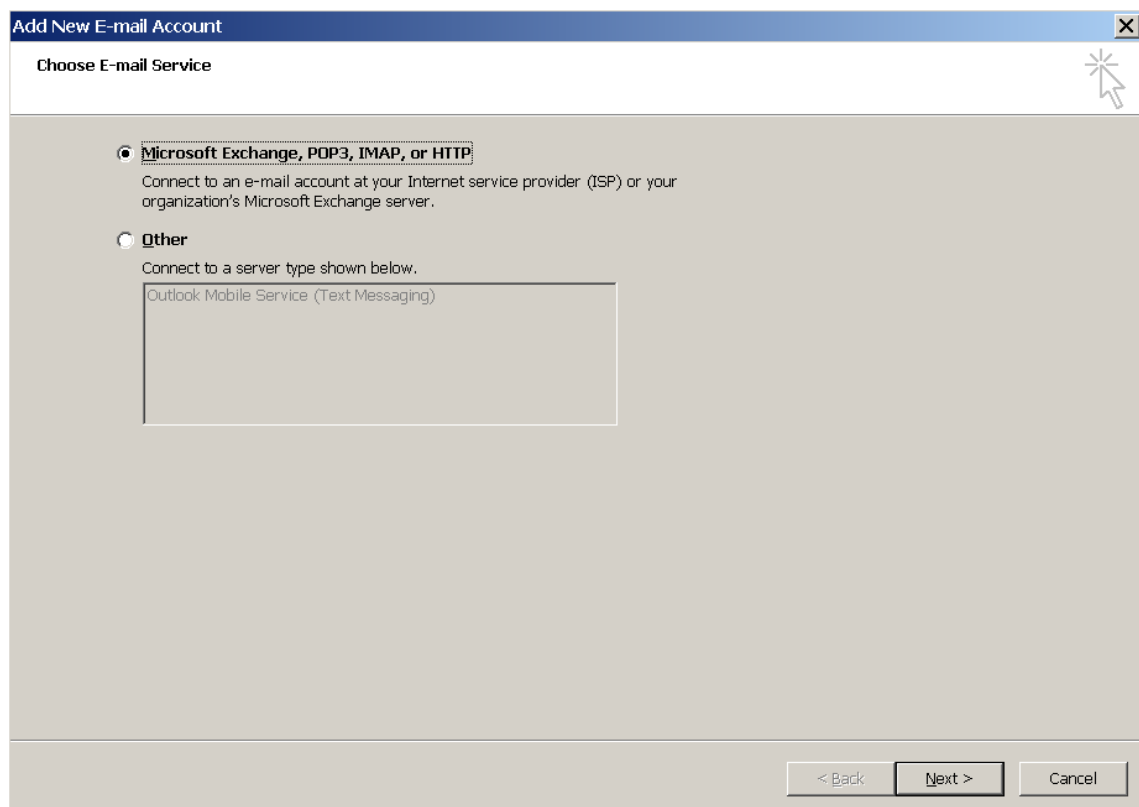 Add New E-mail Account
Choose E-mail Service
Microsoft Exchange, POP3, IMAP, or HTTP
Connect to an e-mail account at your Internet service provider (ISP) or your
organization's Microsoft Exchange server.
Other
Connect to a server type shown below.
Outlook Mobile Service (Text Messaging)
< Back
Next >
Cancel